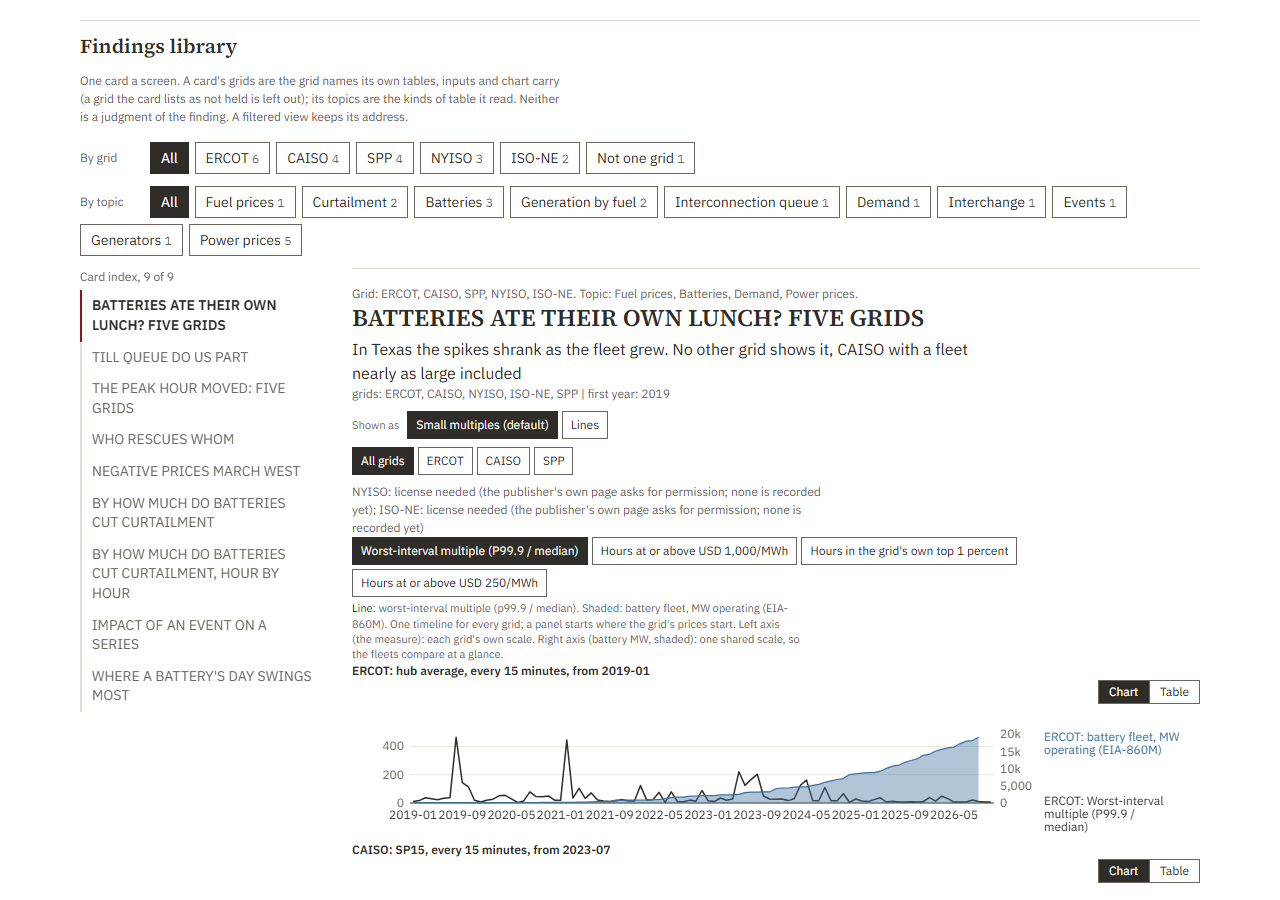 Findings library
One card a screen. A card's grids are the grid names its own tables, inputs and chart carry
(a grid the card lists as not held is left out); its topics are the kinds of table it read. Neither
is a judgment of the finding. A filtered view keeps its address.
By grid All ERCOT 6 CAISO 4 SPP 4 NYISO 3 ISO-NE 2 Not one grid 1
By topic All Fuel prices 1 Curtailment 2 Batteries 3 Generation by fuel 2 Interconnection queue 1 Demand 1 Interchange 1 Events 1
Generators 1 Power prices 5
Card index, 9 of 9
BATTERIES ATE THEIR OWN
LUNCH? FIVE GRIDS
TILL QUEUE DO US PART
THE PEAK HOUR MOVED: FIVE
GRIDS
WHO RESCUES WHOM
NEGATIVE PRICES MARCH WEST
BY HOW MUCH DO BATTERIES
CUT CURTAILMENT
BY HOW MUCH DO BATTERIES
CUT CURTAILMENT, HOUR BY
HOUR
IMPACT OF AN EVENT ON A
SERIES
WHERE A BATTERY'S DAY SWINGS
MOST
Grid: ERCOT, CAISO, SPP, NYISO, ISO-NE. Topic: Fuel prices, Batteries, Demand, Power prices.
BATTERIES ATE THEIR OWN LUNCH? FIVE GRIDS
In Texas the spikes shrank as the fleet grew. No other grid shows it, CAISO with a fleet
nearly as large included
grids: ERCOT, CAISO, NYISO, ISO-NE, SPP | first year: 2019
Shown as Small multiples (default) Lines
All grids ERCOT CAISO SPP
NYISO: license needed (the publisher's own page asks for permission; none is recorded
yet); ISO-NE: license needed (the publisher's own page asks for permission; none is
recorded yet)
Worst-interval multiple (P99.9 / median) Hours at or above USD 1,000/MWh Hours in the grid's own top 1 percent
Hours at or above USD 250/MWh
Line: worst-interval multiple (p99.9 / median). Shaded: battery fleet, MW operating (EIA-
860M). One timeline for every grid; a panel starts where the grid's prices start. Left axis
(the measure): each grid's own scale. Right axis (battery MW, shaded): one shared scale, so
the fleets compare at a glance.
ERCOT: hub average, every 15 minutes, from 2019-01
Chart Table
400
200
0
20k
15k
10k
5,000
0
2019-01 2019-09 2020-05 2021-01 2021-09 2022-05 2023-01 2023-09 2024-05 2025-01 2025-09 2026-05
ERCOT: battery fleet, MW
operating (EIA-860M)
ERCOT: Worst-interval
multiple (P99.9 /
median)
CAISO: SP15, every 15 minutes, from 2023-07
Chart Table